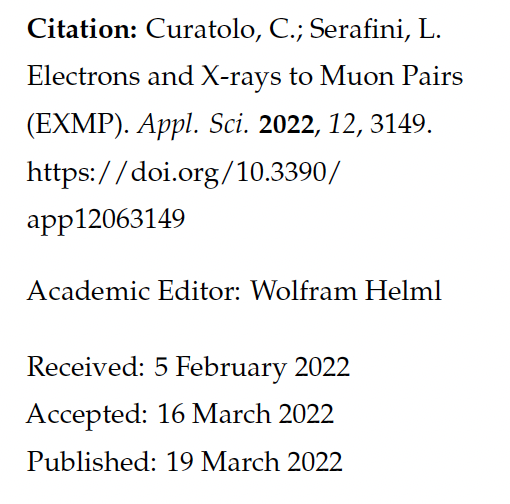 Citation: Curatolo, C.; Serafini, L.
Electrons and X-rays to Muon Pairs
(EXMP). Appl. Sci. 2022, 12, 3149.
https://doi.org/10.3390/
app12063149
Academic Editor: Wolfram Helml
Received: 5 February 2022
Accepted: 16 March 2022
Published: 19 March 2022